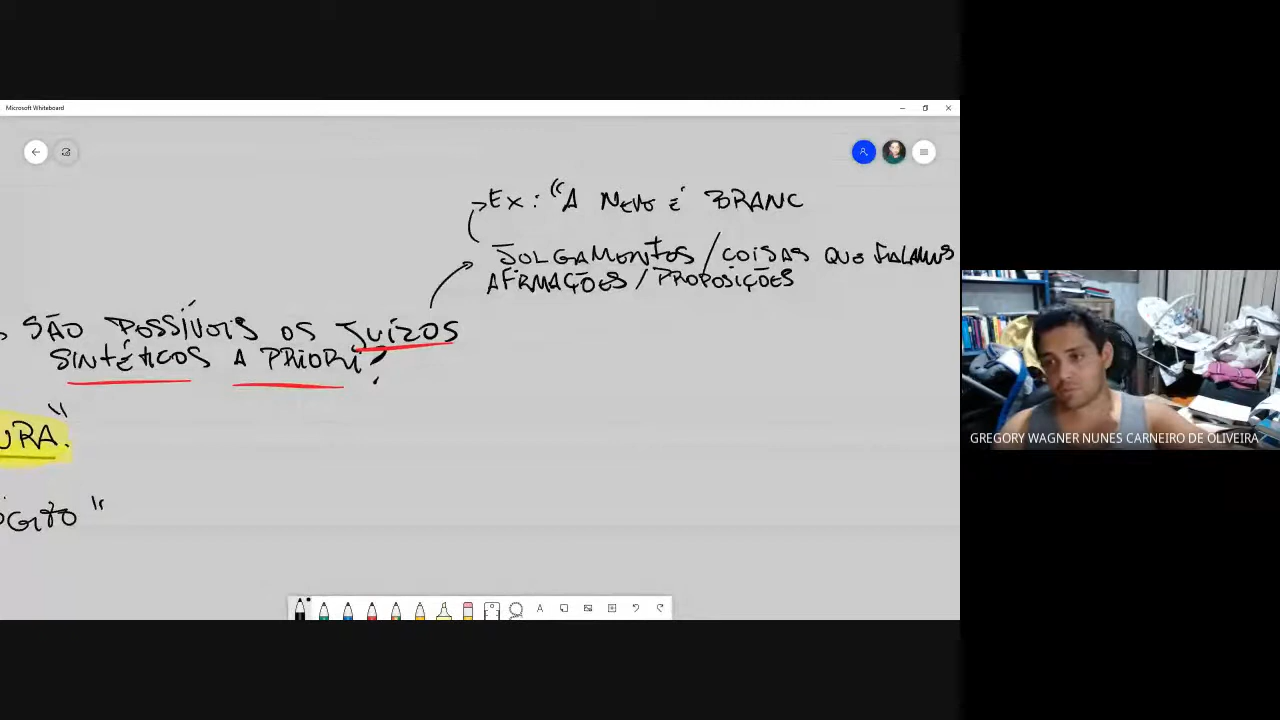 Microsoft Whiteboard
Ex: "A NEVE É BRANC
JULGAMENTOS / COISAS QUE FALAMOS
AFIRMAÇÕES / PROPOSIÇÕES
SÃO POSSÍVEIS OS JUÍZOS
SINTÉTICOS A PRIORI?
URA."
GREGORY WAGNER NUNES CARNEIRO DE OLIVEIRA
A